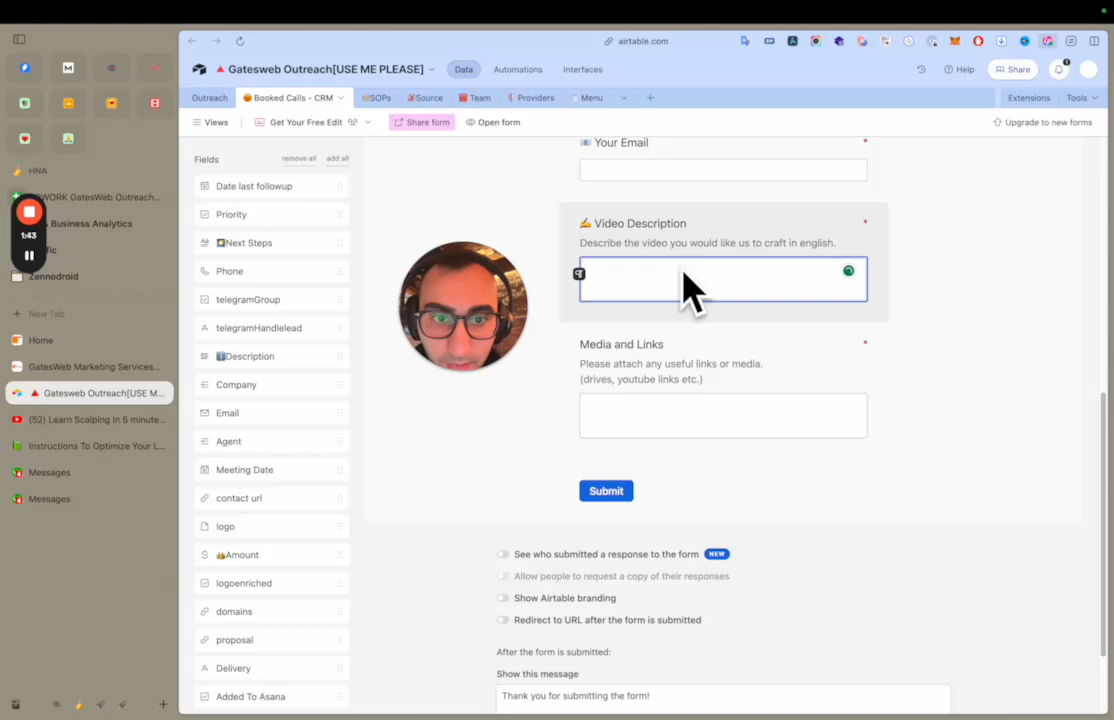 airtable.com
Gatesweb Outreach[USE ME PLEASE]
Data
Automations
Interfaces
Help
Share
1
Outreach
Booked Calls - CRM
SOPs
Source
Team
Providers
Menu
Extensions
Tools
Views
Get Your Free Edit
Share form
Open form
Upgrade to new forms
HNA
WORK GatesWeb Outreach...
Business Analytics
1:43
Zennodroid
New Tab
Home
GatesWeb Marketing Services...
Gatesweb Outreach[USE M...
(52) Learn Scalping In 5 minute...
Instructions To Optimize Your L...
Messages
Messages
Fields
remove all
add all
Date last followup
Priority
Next Steps
Phone
telegramGroup
telegramHandlelead
Description
Company
Email
Agent
Meeting Date
contact url
logo
Amount
logoenriched
domains
proposal
Delivery
Added To Asana
Your Email *
Video Description *
Describe the video you would like us to craft in english.
Media and Links *
Please attach any useful links or media.
(drives, youtube links etc.)
Submit
See who submitted a response to the form NEW
Allow people to request a copy of their responses
Show Airtable branding
Redirect to URL after the form is submitted
After the form is submitted:
Show this message
Thank you for submitting the form!